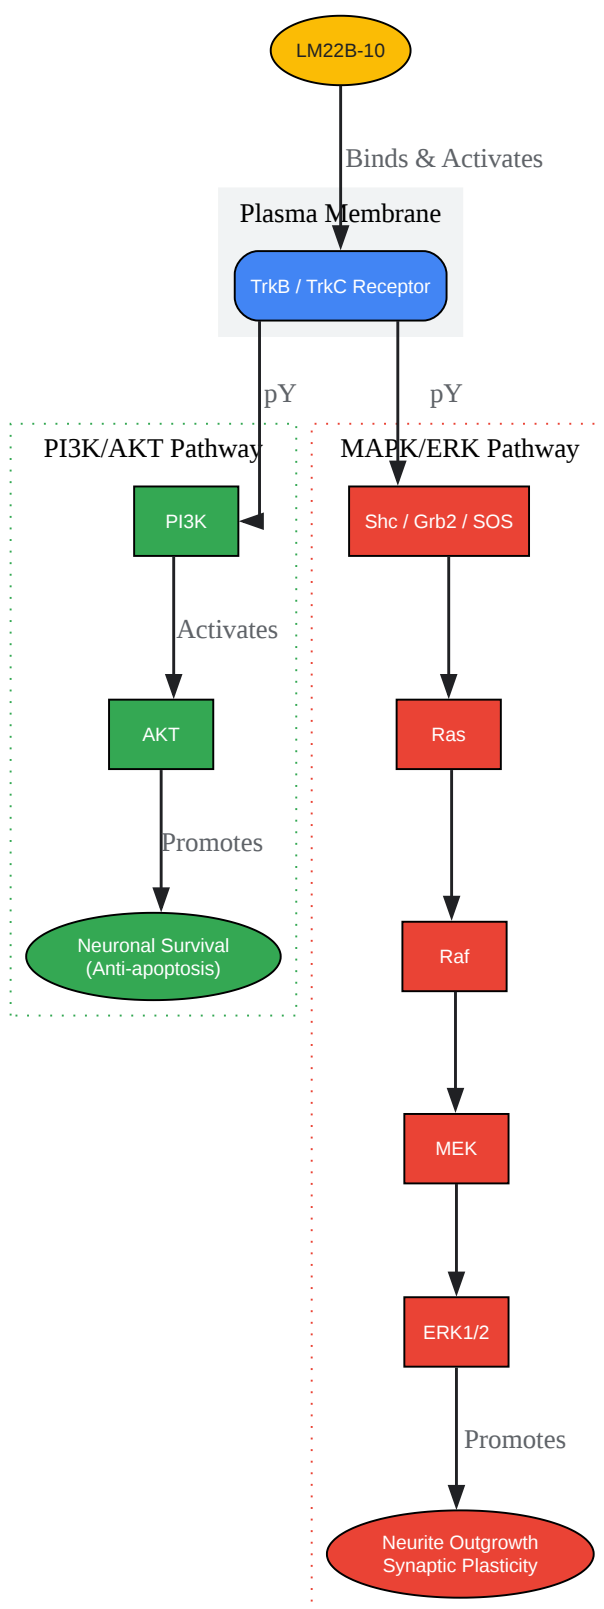 LM22B-10
Binds & Activates
Plasma Membrane
TrkB / TrkC Receptor
pY
pY
PI3K/AKT Pathway
MAPK/ERK Pathway
PI3K
Shc / Grb2 / SOS
Activates
AKT
Ras
Promotes
Neuronal Survival
(Anti-apoptosis)
Raf
MEK
ERK1/2
Promotes
Neurite Outgrowth
Synaptic Plasticity